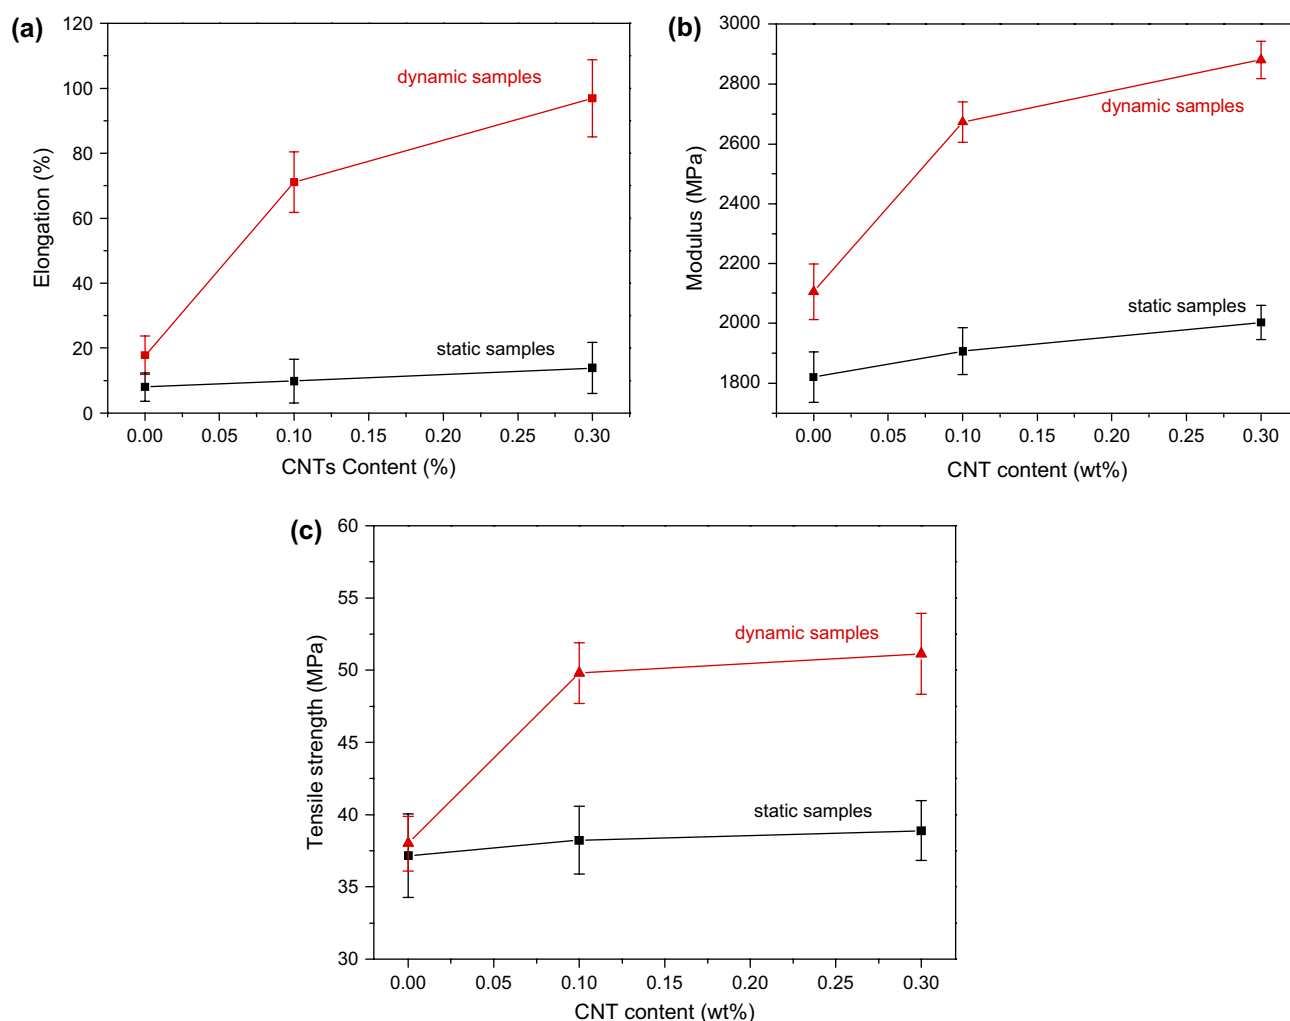 (a)
120
100
80
60
40
20
0
Elongation (%)
dynamic samples
static samples
0.00 0.05 0.10 0.15 0.20 0.25 0.30
CNTs Content (%)
(b)
3000
2800
2600
2400
2200
2000
1800
Modulus (MPa)
dynamic samples
static samples
0.00 0.05 0.10 0.15 0.20 0.25 0.30
CNT content (wt%)
(c)
60
55
50
45
40
35
30
Tensile strength (MPa)
dynamic samples
static samples
0.00 0.05 0.10 0.15 0.20 0.25 0.30
CNT content (wt%)